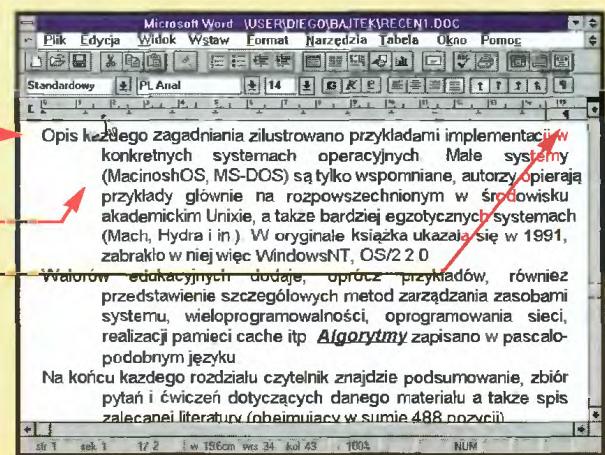 Microsoft Word \USER\DIEGO\BAJTEK\RECEN1.DOC
Plik Edycja Widok Wstaw Format Narzędzia Tabela Okno Pomoc
Standardowy PL Arial 14 B K P
Opis każdego zagadniania zilustrowano przykladami implementacji w
konkretnych systemach operacyjnych Małe systemy
(MacinoshOS, MS-DOS) są tylko wspomniane, autorzy opierają
przykłady głównie na rozpowszechnionym w środowisku
akademickim Unixie, a także bardziej egzotycznych systemach
(Mach, Hydra i in ). W oryginale książka ukazała się w 1991,
zabrakło w niej więc WindowsNT, OS/2 2 0
Walorów edukacyjnych dodaje, oprócz przykładów, również
przedstawienie szczegółowych metod zarządzania zasobami
systemu, wieloprogramowalności, oprogramowania sieci,
realizacji pamieci cache itp Algorytmy zapisano w pascalo-
podobnym języku
Na końcu kazdego rozdziału czytelnik znajdzie podsumowanie, zbiór
pytań i ćwiczeń dotyczących danego materiału a także spis
zalecanej literatury (obejmujący w sumie 488 pozycji)
str 1 sek 1 1/2 w 15.6cm wrs 34 kol 43 100% NUM